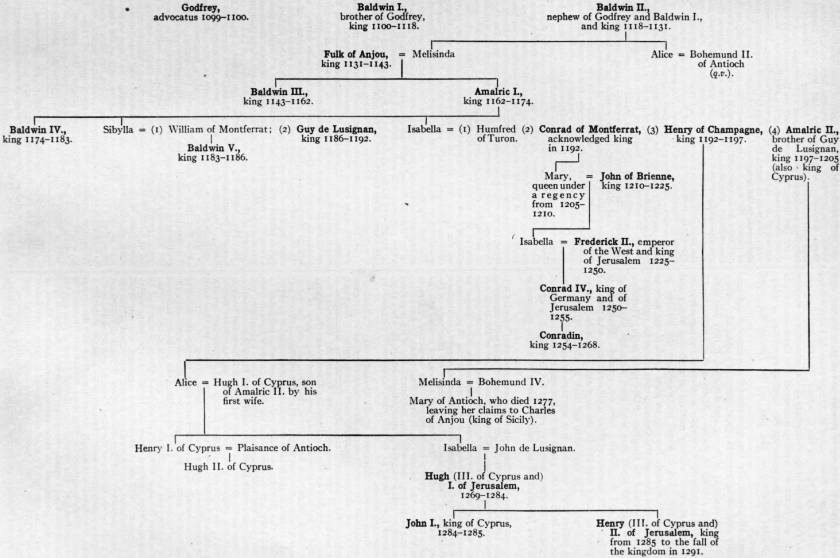 Godfrey,
advocatus 1099–1100.
Baldwin I.,
brother of Godfrey,
king 1100–1118.
Baldwin II.,
nephew of Godfrey and Baldwin I.,
and king 1118–1131.
Fulk of Anjou, = Melisinda
king 1131–1143.
Alice = Bohemund II.
of Antioch
(q.v.).
Baldwin III.,
king 1143–1162.
Amalric I.,
king 1162–1174.
Baldwin IV.,
king 1174–1183.
Sibylla = (1) William of Montferrat; (2) Guy de Lusignan,
king 1186–1192.
Baldwin V.,
king 1183–1186.
Isabella = (1) Humfred (2) Conrad of Montferrat, (3) Henry of Champagne, (4) Amalric II.,
of Turon.
acknowledged king
in 1192.
king 1192–1197.
brother of Guy
de Lusignan,
king 1197–1205
(also king of
Cyprus).
Mary, = John of Brienne,
queen under
a regency
from 1205–
1210.
king 1210–1225.
Isabella = Frederick II., emperor
of the West and king
of Jerusalem 1225–
1250.
Conrad IV., king of
Germany and of
Jerusalem 1250–
1255.
Conradin,
king 1254–1268.
Alice = Hugh I. of Cyprus, son
of Amalric II. by his
first wife.
Melisinda = Bohemund IV.
Mary of Antioch, who died 1277,
leaving her claims to Charles
of Anjou (king of Sicily).
Henry I. of Cyprus = Plaisance of Antioch.
Hugh II. of Cyprus.
Isabella = John de Lusignan.
Hugh (III. of Cyprus and)
I. of Jerusalem,
1269–1284.
John I., king of Cyprus,
1284–1285.
Henry (III. of Cyprus and)
II. of Jerusalem, king
from 1285 to the fall of
the kingdom in 1291.